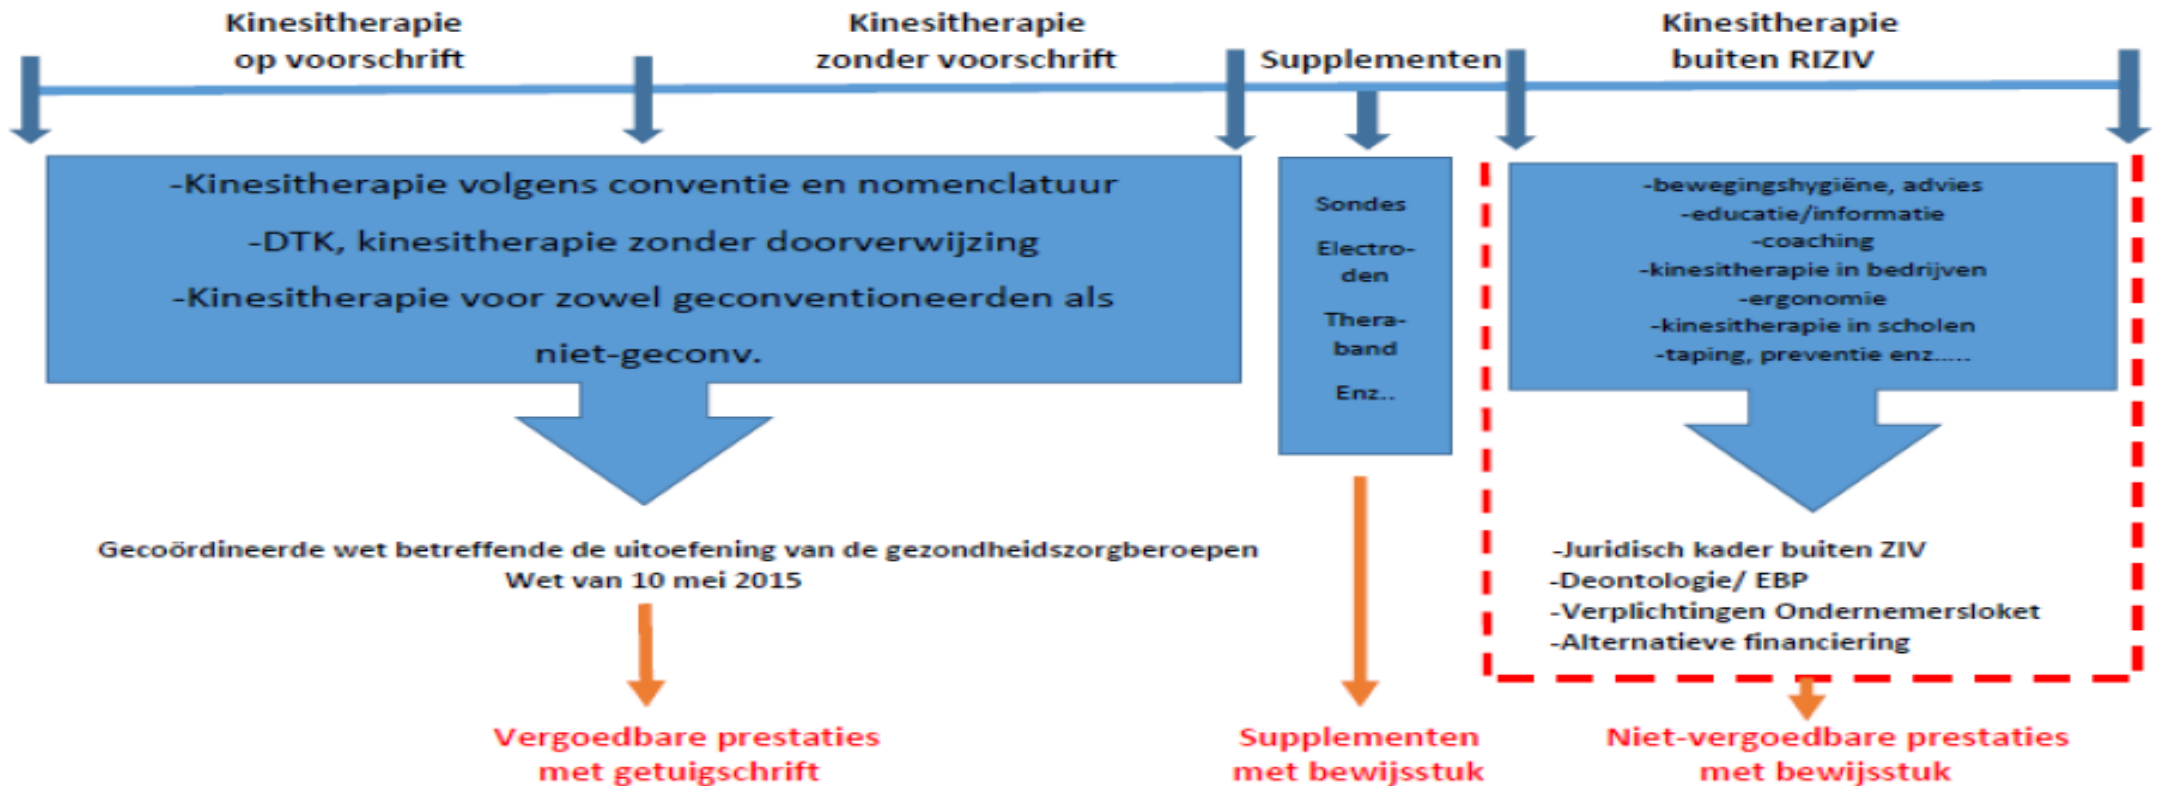 Kinesitherapie
op voorschrift
Kinesitherapie
zonder voorschrift
Supplementen
Kinesitherapie
buiten RIZIV
-Kinesitherapie volgens conventie en nomenclatuur
-DTK, kinesitherapie zonder doorverwijzing
-Kinesitherapie voor zowel geconventioneerden als
niet-geconv.
Sondes
Electro-
den
Thera-
band
Enz..
-bewegingshygiëne, advies
-educatie/informatie
-coaching
-kinesitherapie in bedrijven
-ergonomie
-kinesitherapie in scholen
-taping, preventie enz.....
Gecoördineerde wet betreffende de uitoefening van de gezondheidszorgberoepen
Wet van 10 mei 2015
-Juridisch kader buiten ZIV
-Deontologie/ EBP
-Verplichtingen Ondernemersloket
-Alternatieve financiering
Vergoedbare prestaties
met getuigschrift
Supplementen
met bewijsstuk
Niet-vergoedbare prestaties
met bewijsstuk